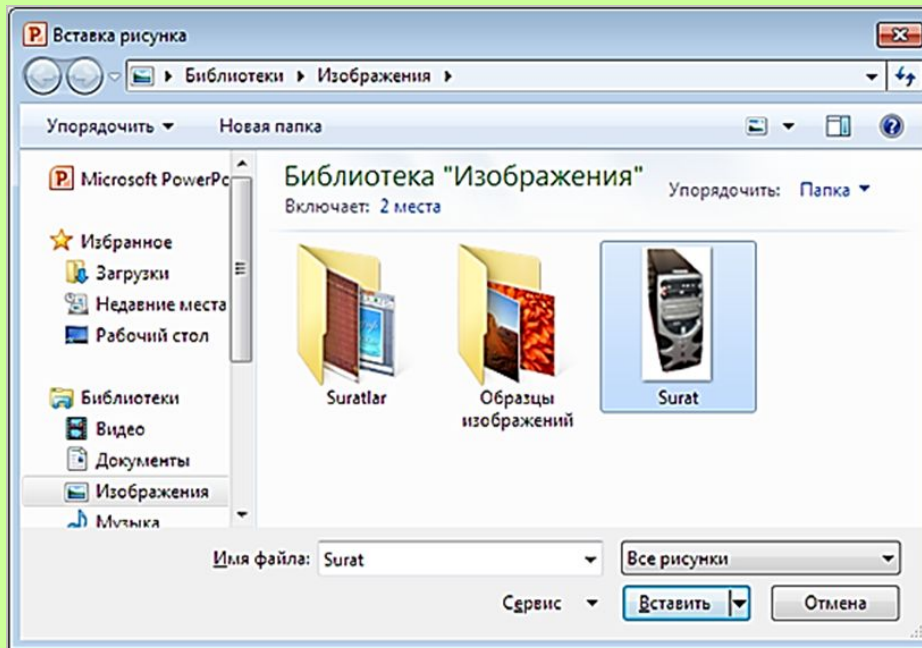 Вставка рисунка
Библиотеки Изображения
Упорядочить Новая папка
Microsoft PowerPc
Избранное
Загрузки
Недавние места
Рабочий стол
Библиотеки
Видео
Документы
Изображения
Музыка
Библиотека "Изображения"
Включает: 2 места
Упорядочить: Папка
Suratlar
Образцы
изображений
Surat
Имя файла: Surat Все рисунки
Сервис Вставить Отмена